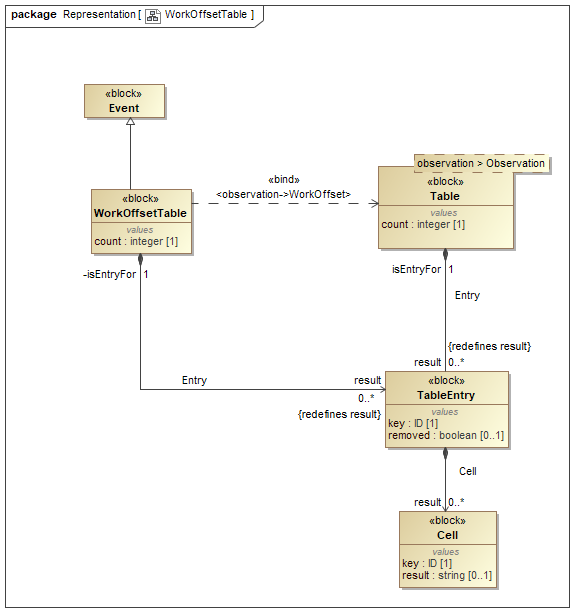 package Representation [ WorkOffsetTable ]
«block»
Event
observation > Observation
«bind»
<observation->WorkOffset>
«block»
Table
values
count : integer [1]
«block»
WorkOffsetTable
values
count : integer [1]
-isEntryFor 1
isEntryFor 1
Entry
{redefines result}
result 0..*
Entry
result
0..*
{redefines result}
«block»
TableEntry
values
key : ID [1]
removed : boolean [0..1]
Cell
result 0..*
«block»
Cell
values
key : ID [1]
result : string [0..1]